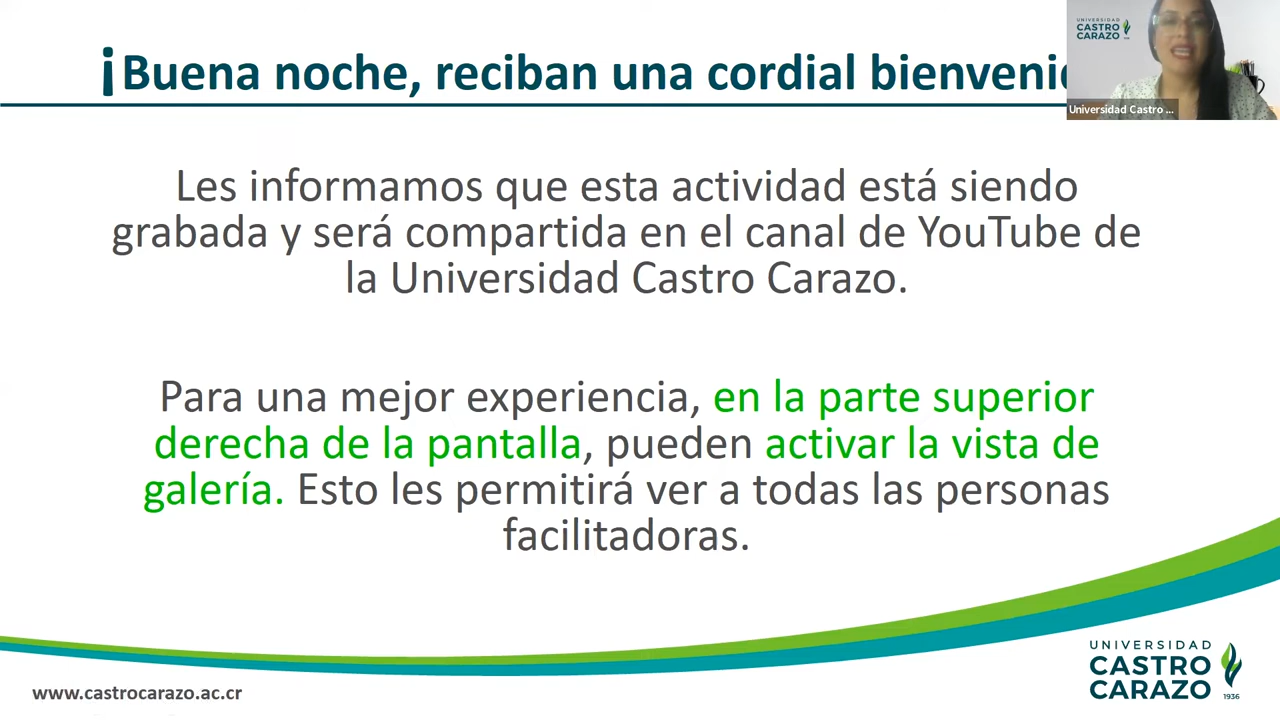 ¡Buena noche, reciban una cordial
UNIVERSIDAD
CASTRO
CARAZO
Universidad Castro ...
Les informamos que esta actividad está siendo
grabada y será compartida en el canal de YouTube de
la Universidad Castro Carazo.
Para una mejor experiencia, en la parte superior
derecha de la pantalla, pueden activar la vista de
galería. Esto les permitirá ver a todas las personas
facilitadoras.
www.castrocarazo.ac.cr
UNIVERSIDAD
CASTRO
CARAZO
1936